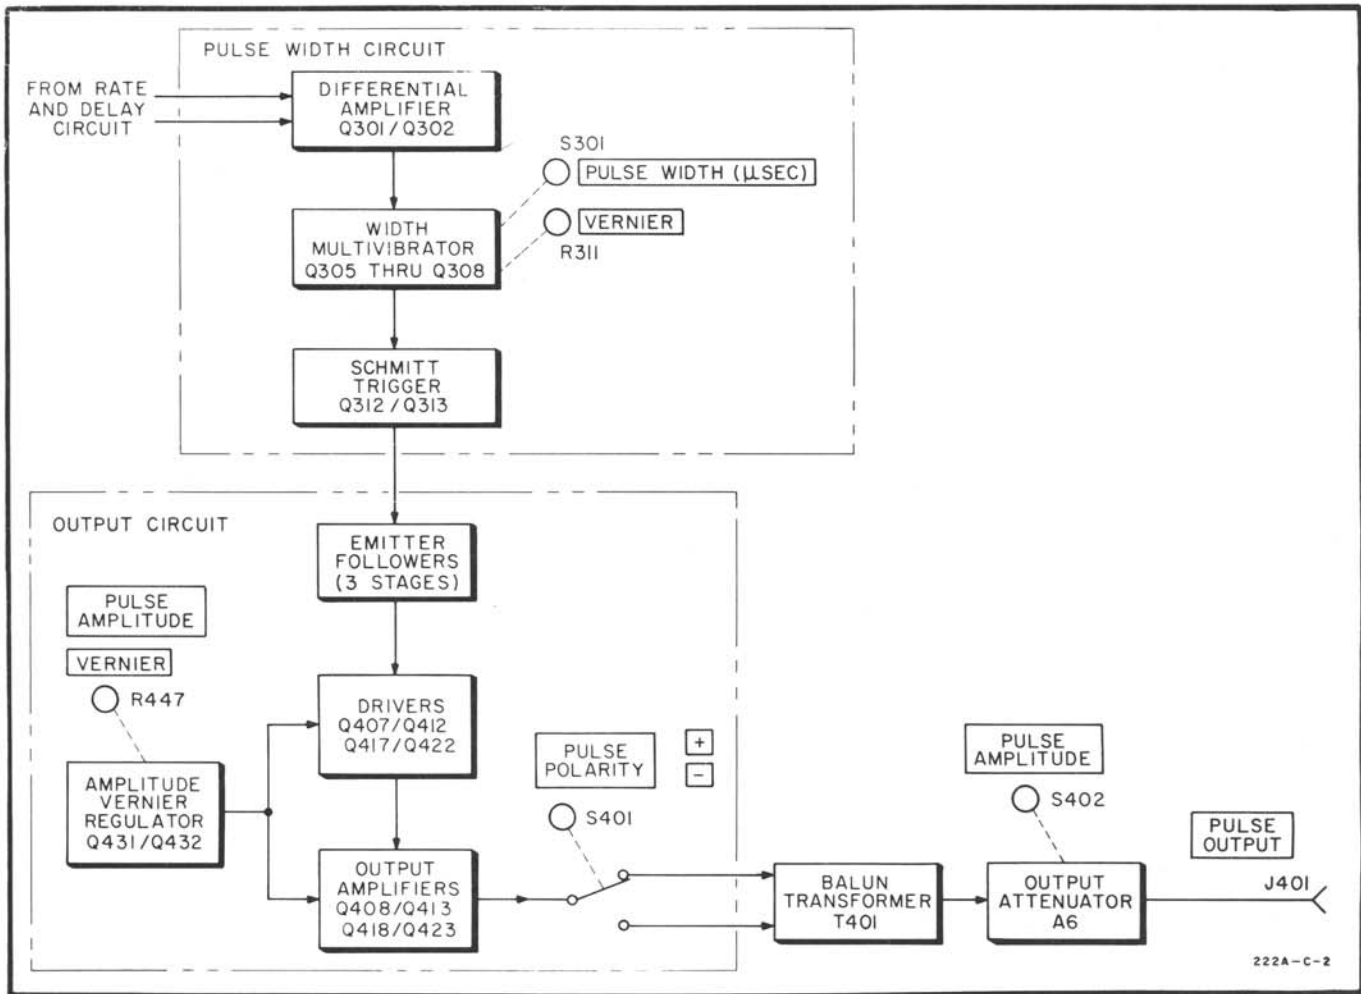 PULSE WIDTH CIRCUIT
FROM RATE
AND DELAY
CIRCUIT
DIFFERENTIAL
AMPLIFIER
Q301/Q302
S301
PULSE WIDTH (μSEC)
WIDTH
MULTIVIBRATOR
Q305 THRU Q308
VERNIER
R311
SCHMITT
TRIGGER
Q312/Q313
OUTPUT CIRCUIT
EMITTER
FOLLOWERS
(3 STAGES)
PULSE
AMPLITUDE
VERNIER
R447
DRIVERS
Q407/Q412
Q417/Q422
AMPLITUDE
VERNIER
REGULATOR
Q431/Q432
OUTPUT
AMPLIFIERS
Q408/Q413
Q418/Q423
PULSE
POLARITY
+
-
S401
BALUN
TRANSFORMER
T401
PULSE
AMPLITUDE
S402
OUTPUT
ATTENUATOR
A6
PULSE
OUTPUT
J401
222A-C-2